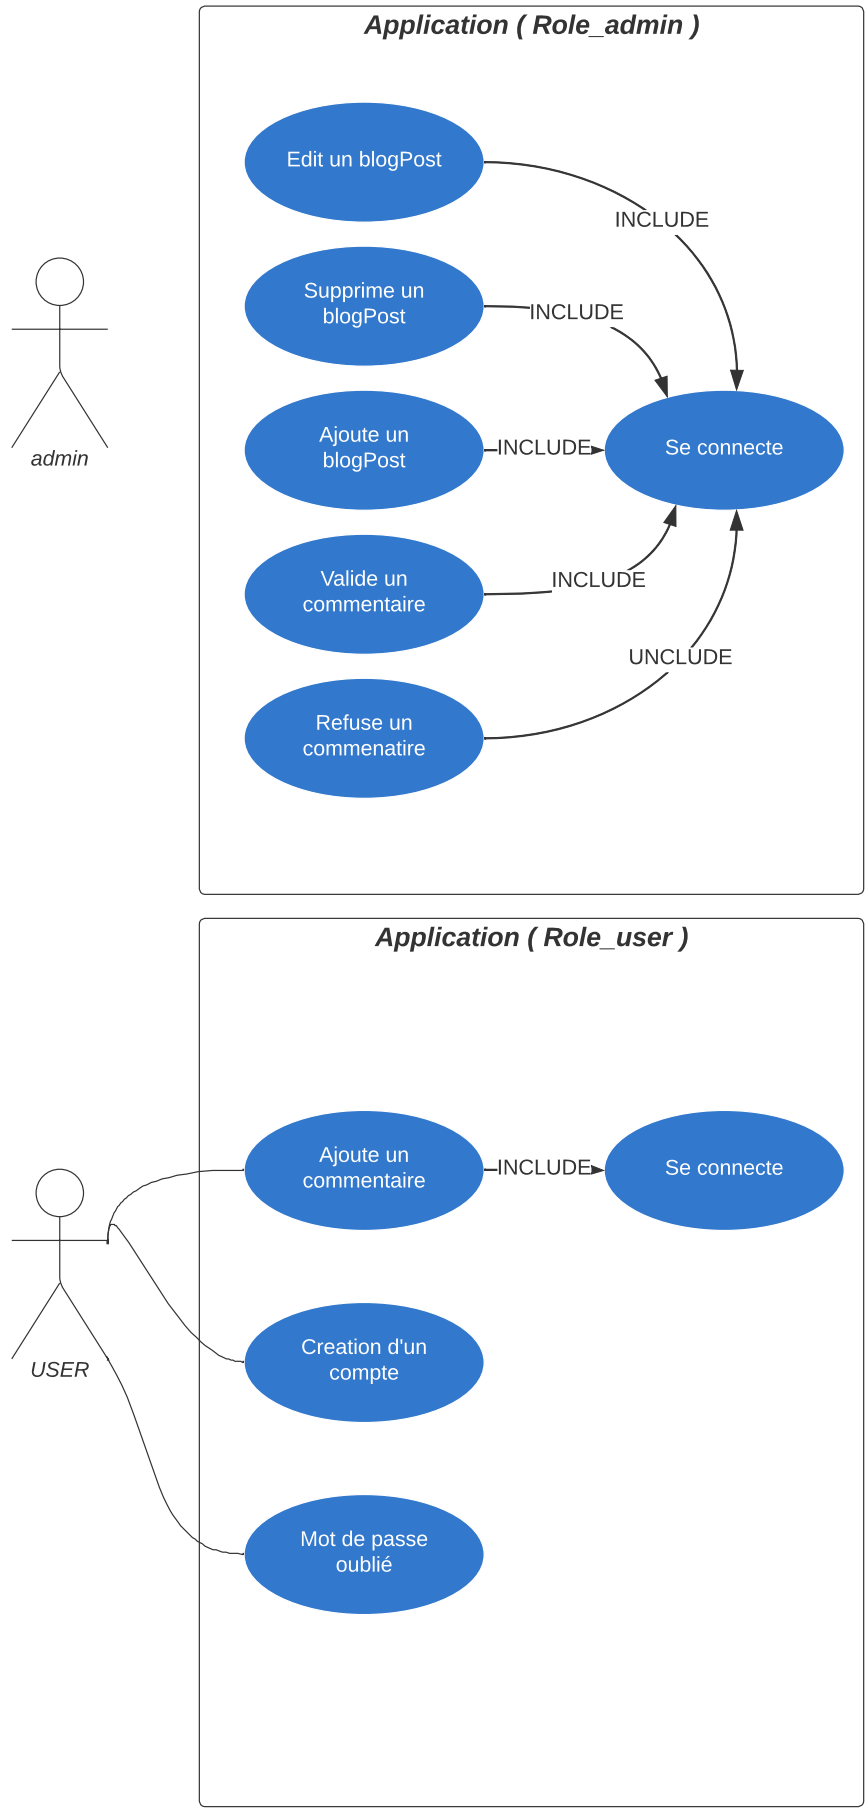 Application ( Role_admin )
Edit un blogPost
INCLUDE
Supprime un
blogPost
INCLUDE
Ajoute un
blogPost
INCLUDE
Se connecte
admin
Valide un
commentaire
INCLUDE
UNCLUDE
Refuse un
commenatire
Application ( Role_user )
Ajoute un
commentaire
INCLUDE
Se connecte
USER
Creation d'un
compte
Mot de passe
oublié